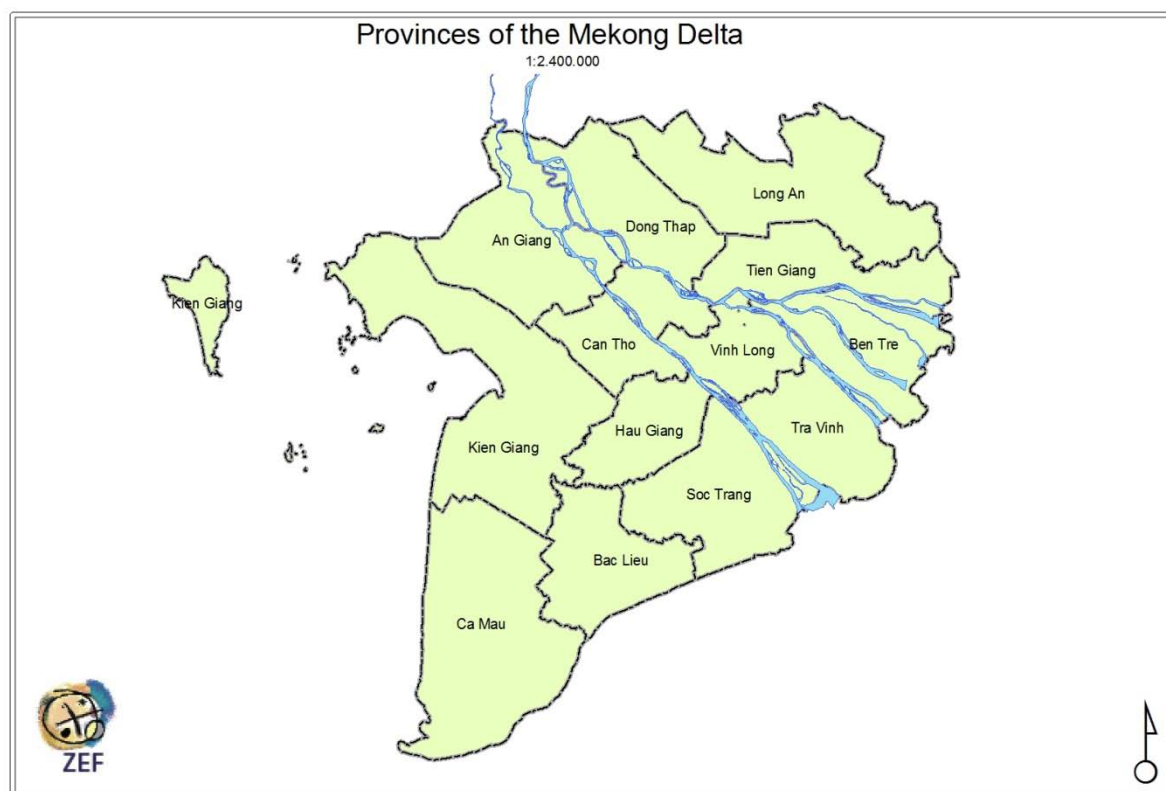 Provinces of the Mekong Delta
1:2.400.000
Long An
Dong Thap
An Giang
Tien Giang
Kien Giang
Can Tho
Vinh Long
Ben Tre
Hau Giang
Tra Vinh
Kien Giang
Soc Trang
Bac Lieu
Ca Mau
ZEF